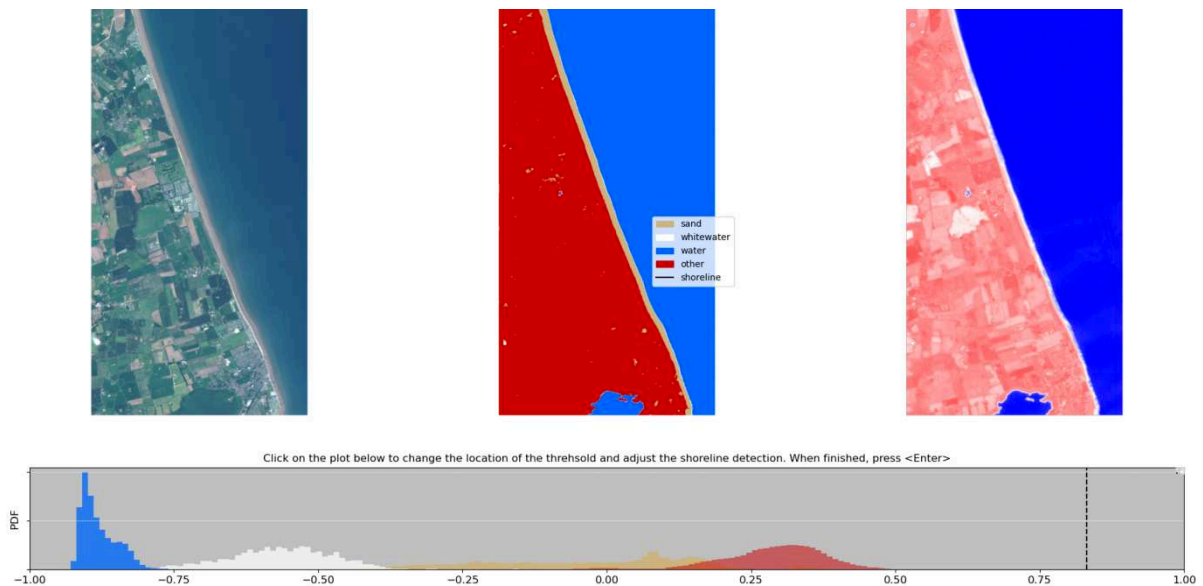 sand
whitewater
water
other
shoreline
Click on the plot below to change the location of the threhsold and adjust the shoreline detection. When finished, press <Enter>
PDF
−1.00
−0.75
−0.50
−0.25
0.00
0.25
0.50
0.75
1.00